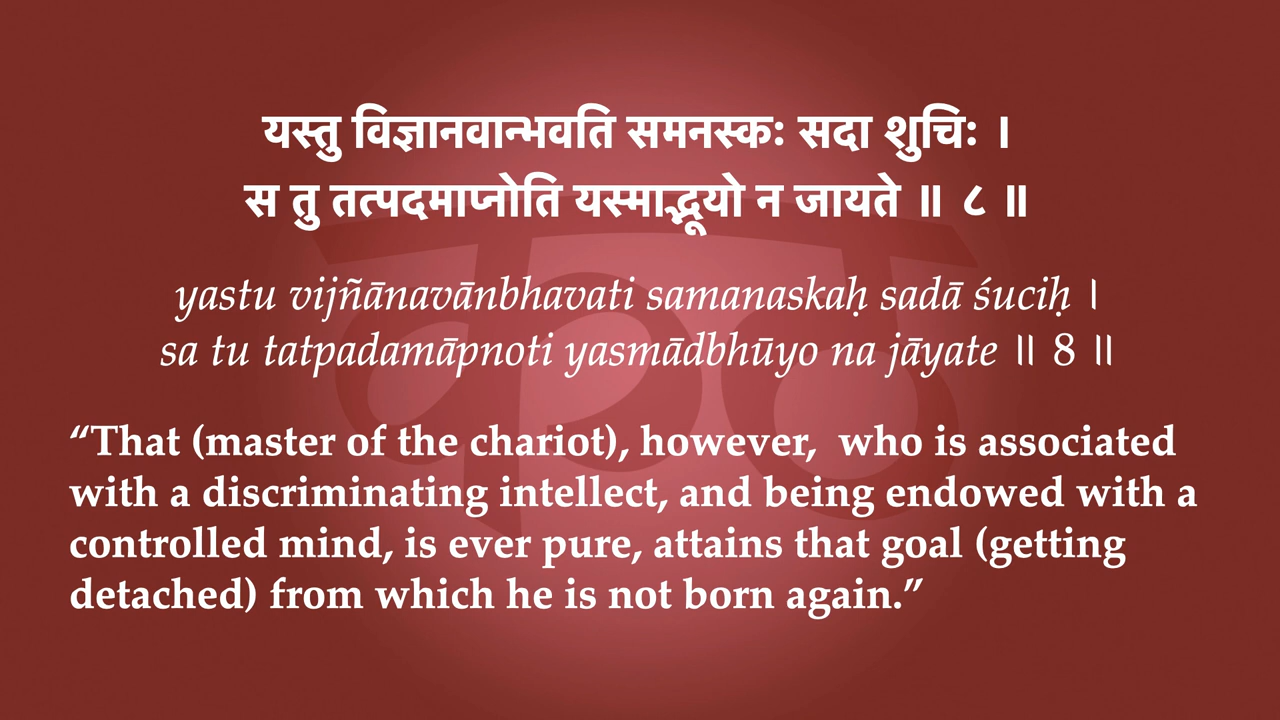 यस्तु विज्ञानवान्भवति समनस्कः सदा शुचिः ।
स तु तत्पदमाप्नोति यस्माद्भूयो न जायते ॥ ८ ॥
yastu vijñānavānbhavati samanaskaḥ sadā śuciḥ ।
sa tu tatpadamāpnoti yasmādbhūyo na jāyate ॥ 8 ॥
“That (master of the chariot), however,  who is associated
with a discriminating intellect, and being endowed with a
controlled mind, is ever pure, attains that goal (getting
detached) from which he is not born again.”